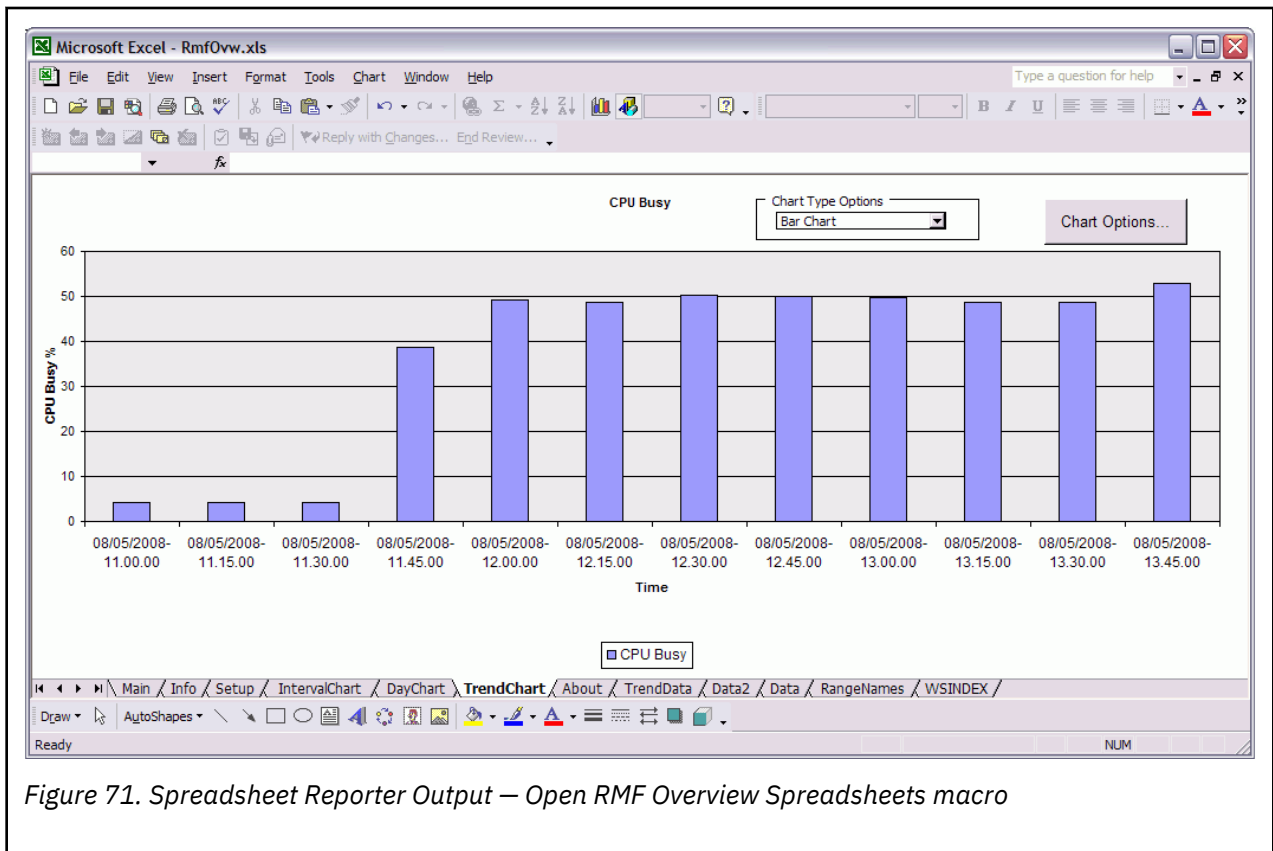 Microsoft Excel - RmfOvw.xls
File Edit View Insert Format Tools Chart Window Help Type a question for help
B I U A
Reply with Changes... End Review...
fx
CPU Busy
Chart Type Options
Bar Chart
Chart Options...
60
50
40
30
20
10
0
CPU Busy %
08/05/2008- 08/05/2008- 08/05/2008- 08/05/2008- 08/05/2008- 08/05/2008- 08/05/2008- 08/05/2008- 08/05/2008- 08/05/2008- 08/05/2008- 08/05/2008-
11.00.00 11.15.00 11.30.00 11.45.00 12.00.00 12.15.00 12.30.00 12.45.00 13.00.00 13.15.00 13.30.00 13.45.00
Time
CPU Busy
Main / Info / Setup / IntervalChart / DayChart \ TrendChart / About / TrendData / Data2 / Data / RangeNames / WSINDEX /
Draw AutoShapes A
Ready NUM
Figure 71. Spreadsheet Reporter Output — Open RMF Overview Spreadsheets macro